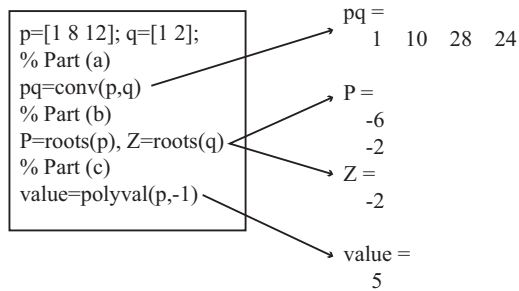 p=[1 8 12]; q=[1 2];
% Part (a)
pq=conv(p,q)
% Part (b)
P=roots(p), Z=roots(q)
% Part (c)
value=polyval(p,-1)
pq =
1 10 28 24
P =
-6
-2
Z =
-2
value =
5